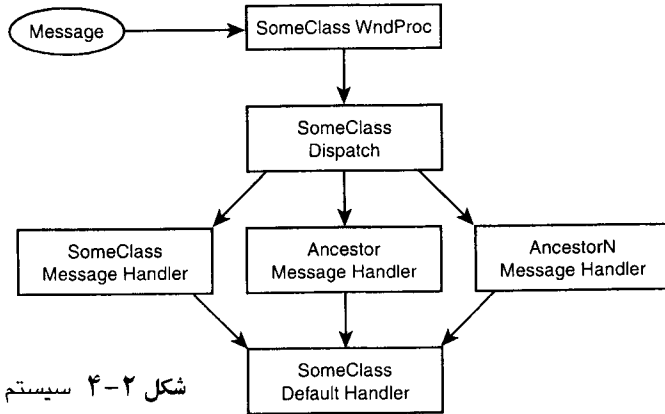 Message
SomeClass WndProc
SomeClass
Dispatch
SomeClass
Message Handler
Ancestor
Message Handler
AncestorN
Message Handler
SomeClass
Default Handler
شکل ۲-۴ سیستم